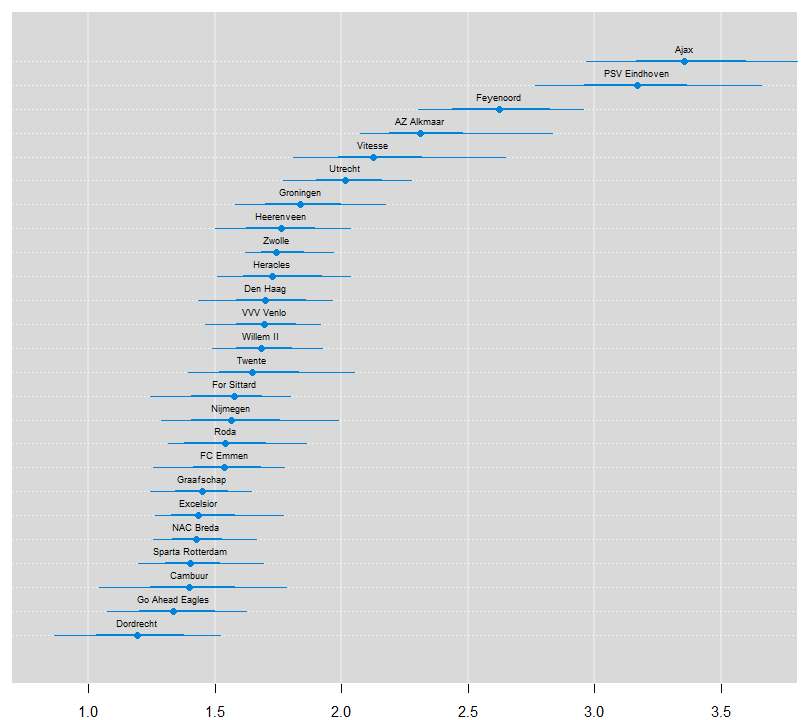 Ajax
PSV Eindhoven
Feyenoord
AZ Alkmaar
Vitesse
Utrecht
Groningen
Heerenveen
Zwolle
Heracles
Den Haag
VVV Venlo
Willem II
Twente
For Sittard
Nijmegen
Roda
FC Emmen
Graafschap
Excelsior
NAC Breda
Sparta Rotterdam
Cambuur
Go Ahead Eagles
Dordrecht
1.0 1.5 2.0 2.5 3.0 3.5